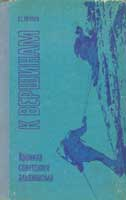 К ВЕРШИНАМ
Хроника
советского
альпинизма